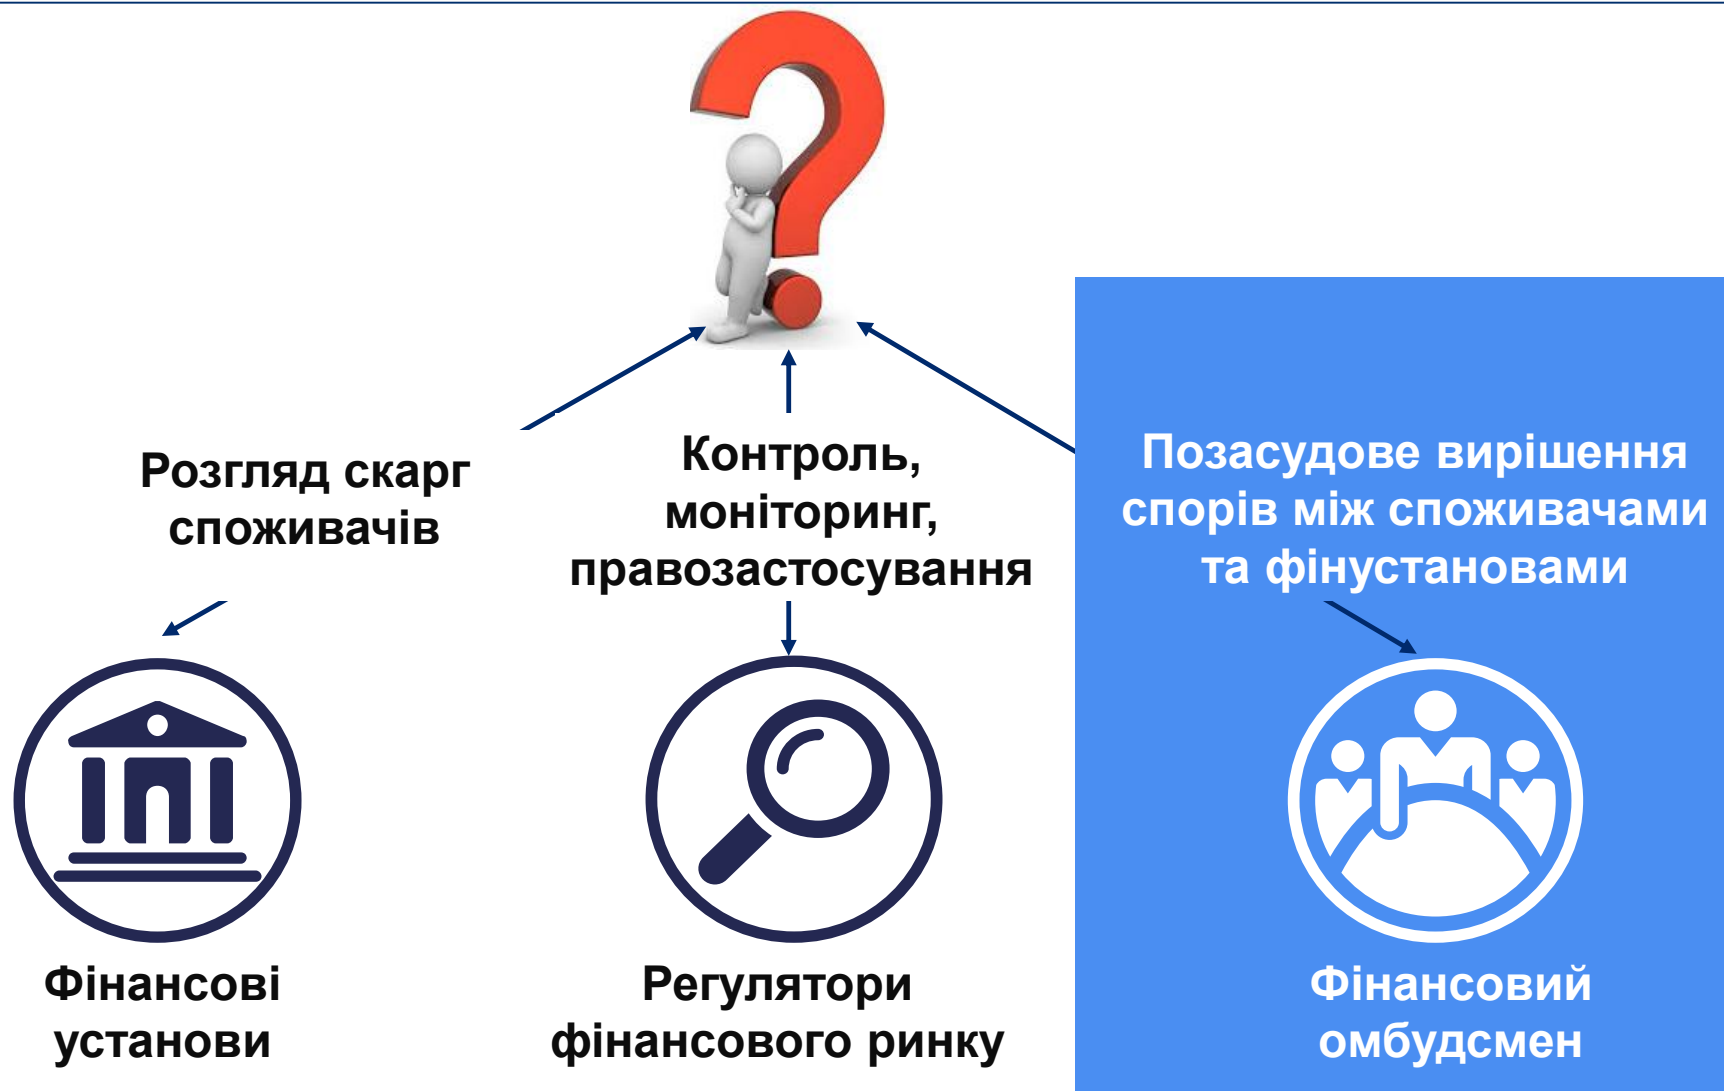 Розгляд скарг
споживачів
Контроль,
моніторинг,
правозастосування
Позасудове вирішення
спорів між споживачами
та фінустановами
Фінансові
установи
Регулятори
фінансового ринку
Фінансовий
омбудсмен